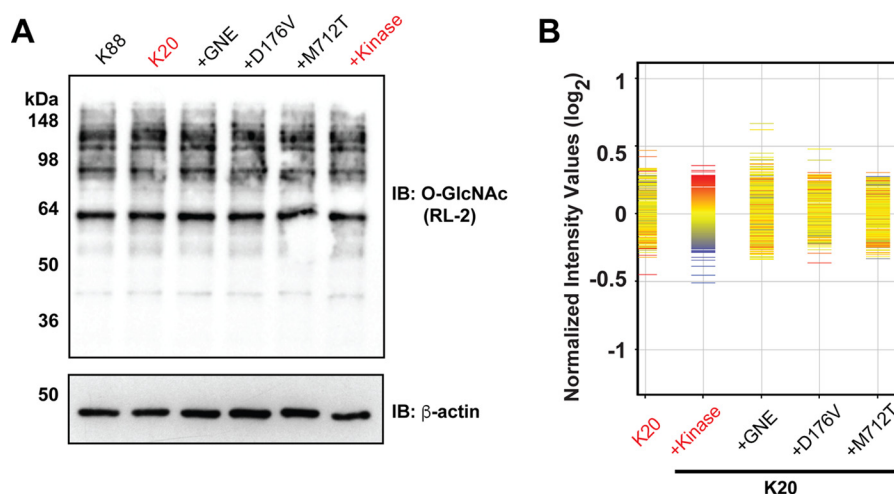 A
K88 K20 +GNE +D176V +M712T +Kinase
kDa
148
98
64
50
36
IB: O-GlcNAc
(RL-2)
50
IB: β-actin
B
Normalized Intensity Values (log2)
1
0.5
0
-0.5
-1
K20 +Kinase +GNE +D176V +M712T
K20